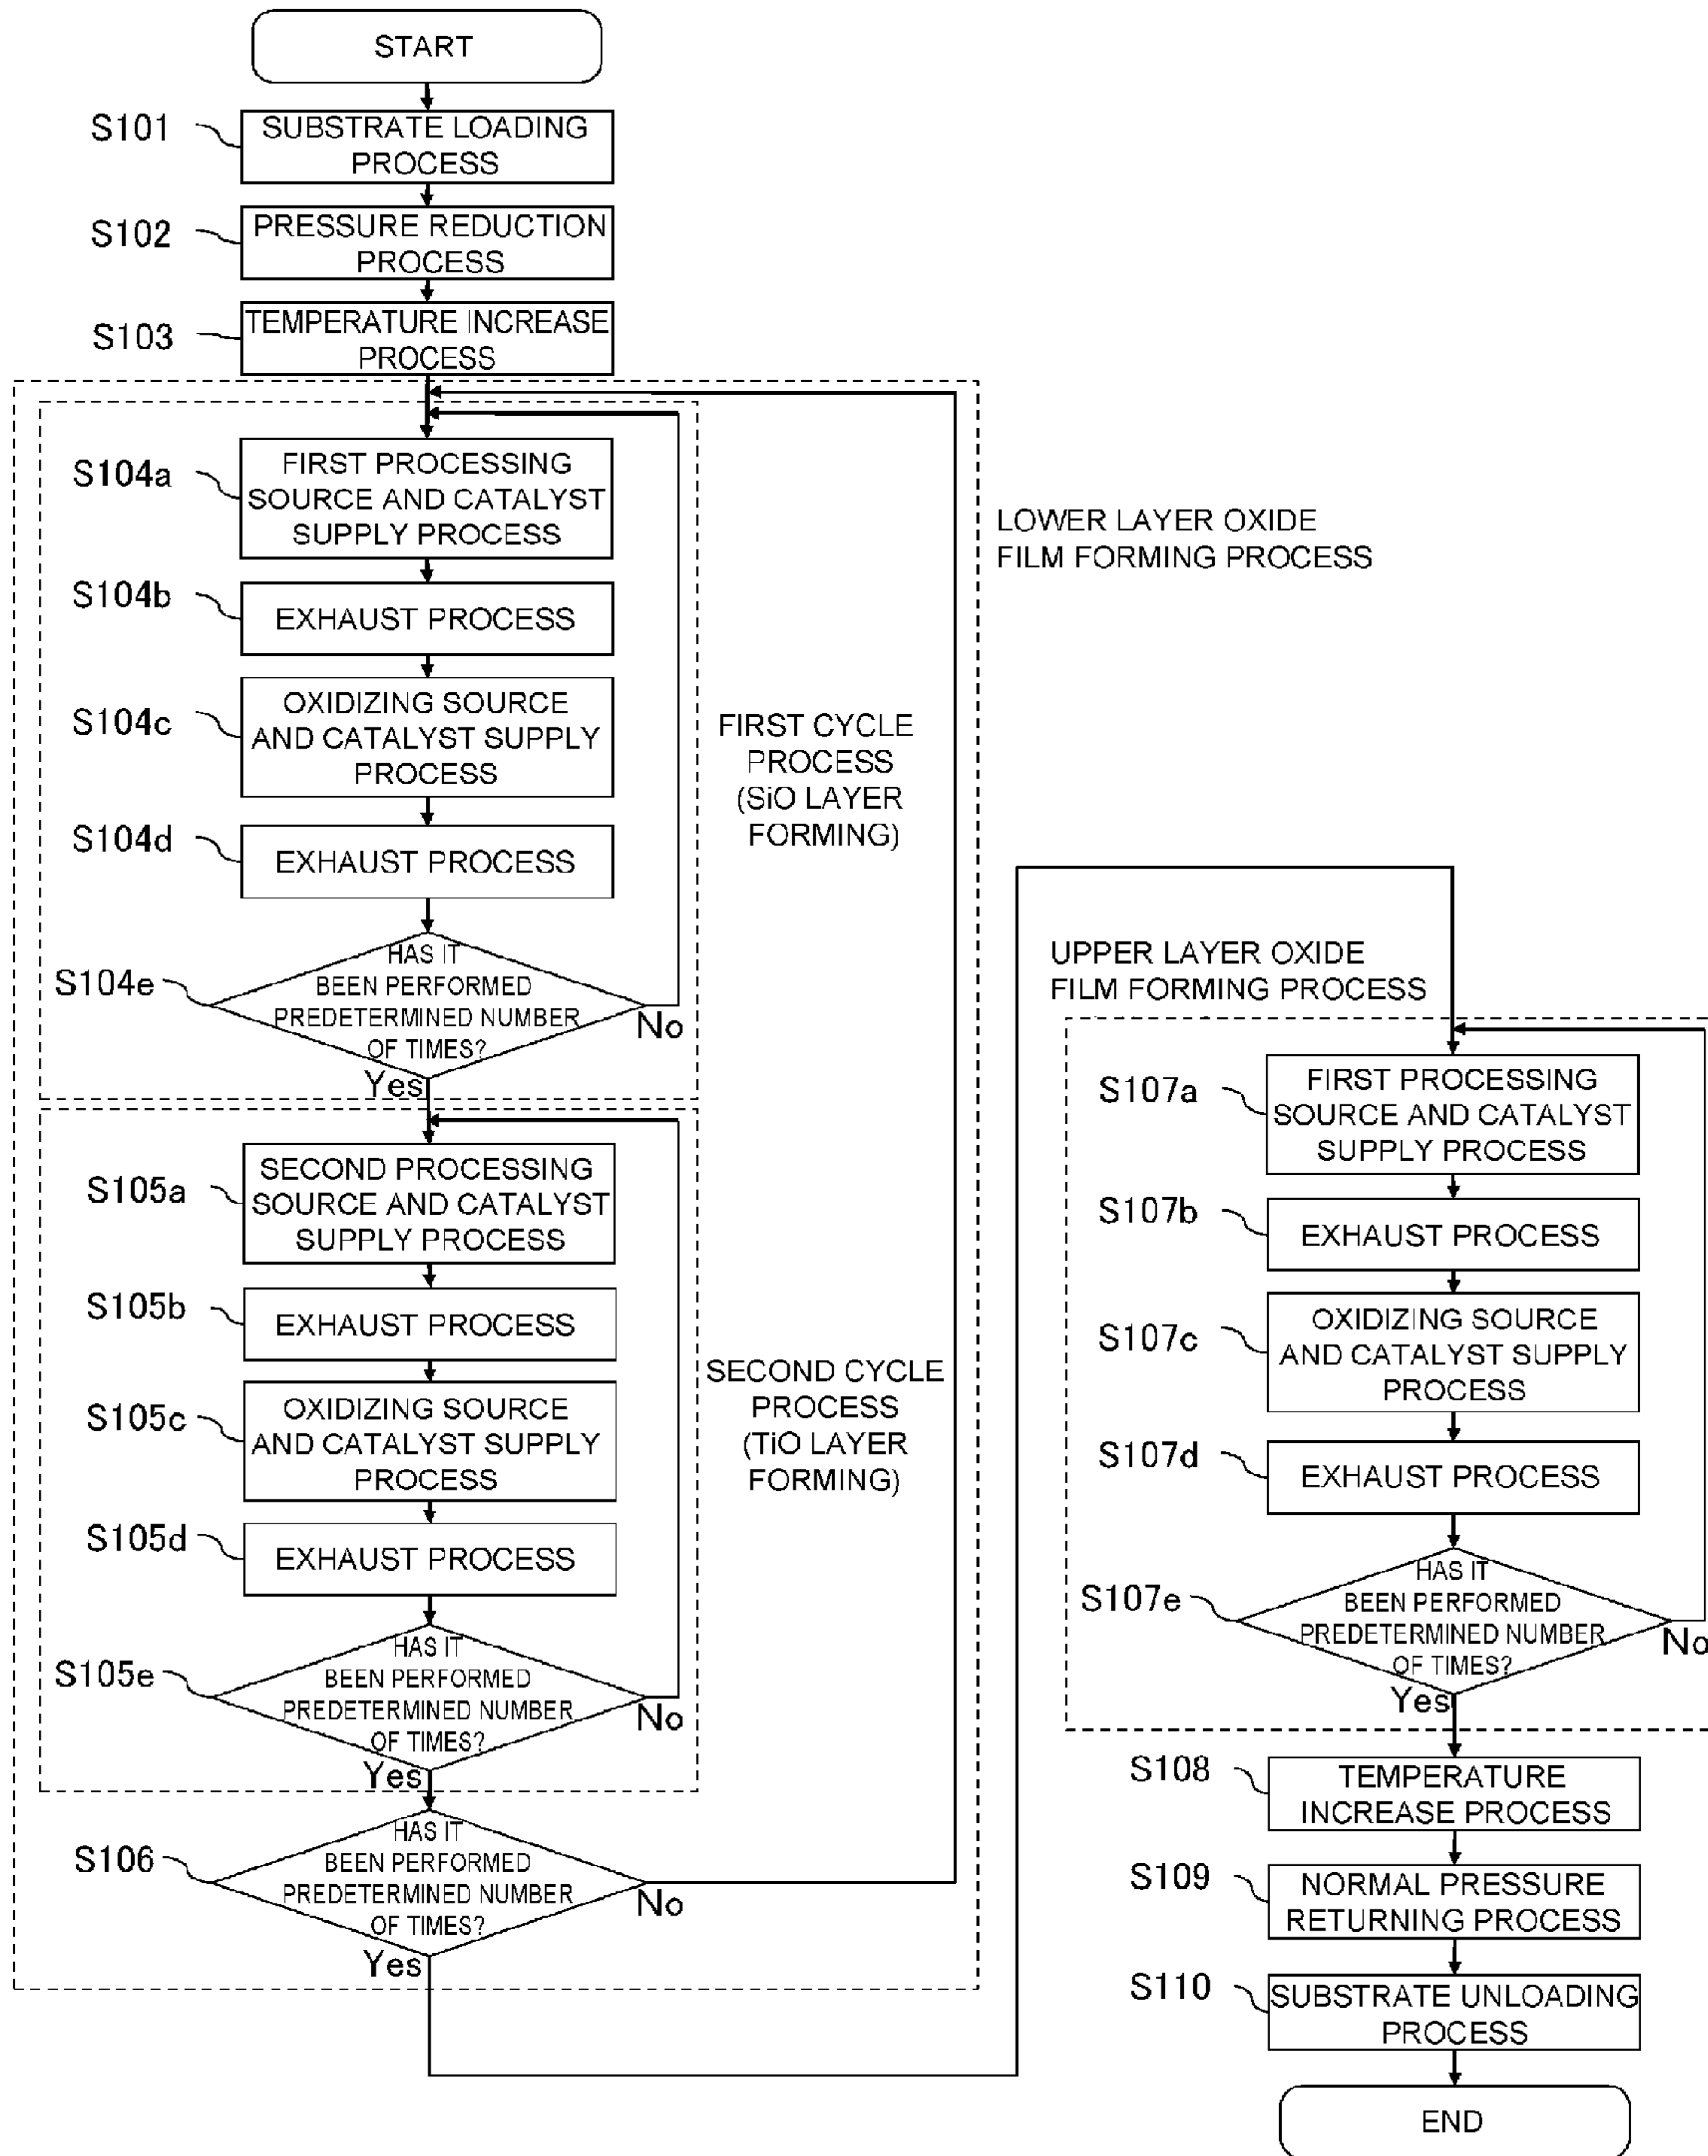 START
S101
SUBSTRATE LOADING
PROCESS
S102
PRESSURE REDUCTION
PROCESS
S103
TEMPERATURE INCREASE
PROCESS
S104a
FIRST PROCESSING
SOURCE AND CATALYST
SUPPLY PROCESS
S104b
EXHAUST PROCESS
S104c
OXIDIZING SOURCE
AND CATALYST SUPPLY
PROCESS
S104d
EXHAUST PROCESS
S104e
HAS IT
BEEN PERFORMED
PREDETERMINED NUMBER
OF TIMES?
No
Yes
FIRST CYCLE
PROCESS
(SiO LAYER
FORMING)
LOWER LAYER OXIDE
FILM FORMING PROCESS
S105a
SECOND PROCESSING
SOURCE AND CATALYST
SUPPLY PROCESS
S105b
EXHAUST PROCESS
S105c
OXIDIZING SOURCE
AND CATALYST SUPPLY
PROCESS
S105d
EXHAUST PROCESS
S105e
HAS IT
BEEN PERFORMED
PREDETERMINED NUMBER
OF TIMES?
No
Yes
SECOND CYCLE
PROCESS
(TiO LAYER
FORMING)
S106
HAS IT
BEEN PERFORMED
PREDETERMINED NUMBER
OF TIMES?
No
Yes
UPPER LAYER OXIDE
FILM FORMING PROCESS
S107a
FIRST PROCESSING
SOURCE AND CATALYST
SUPPLY PROCESS
S107b
EXHAUST PROCESS
S107c
OXIDIZING SOURCE
AND CATALYST SUPPLY
PROCESS
S107d
EXHAUST PROCESS
S107e
HAS IT
BEEN PERFORMED
PREDETERMINED NUMBER
OF TIMES?
No
Yes
S108
TEMPERATURE
INCREASE PROCESS
S109
NORMAL PRESSURE
RETURNING PROCESS
S110
SUBSTRATE UNLOADING
PROCESS
END